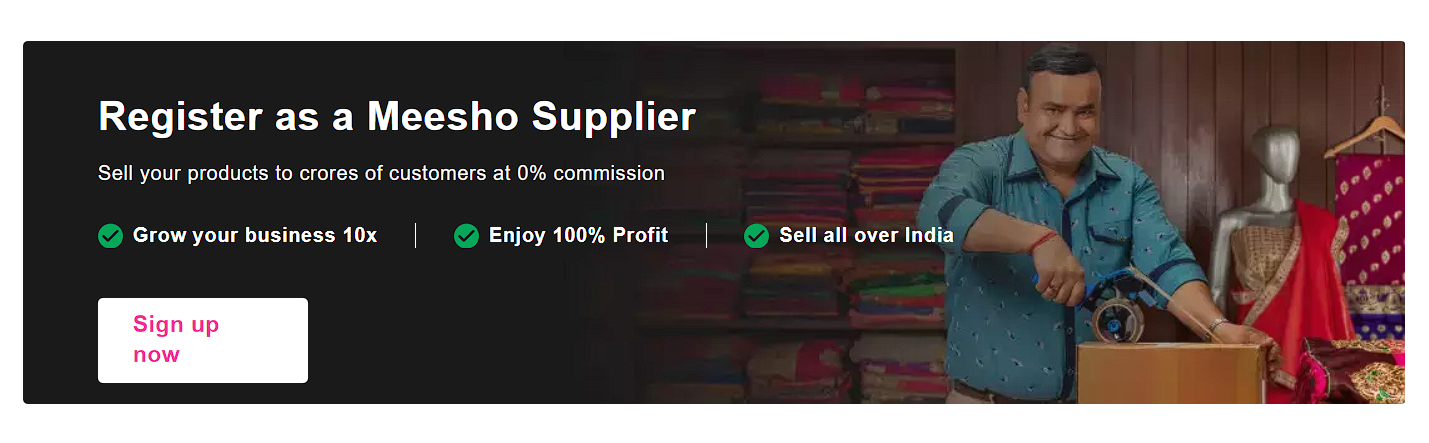 Register as a Meesho Supplier
Sell your products to crores of customers at 0% commission
Grow your business 10x
Enjoy 100% Profit
Sell all over India
Sign up
now